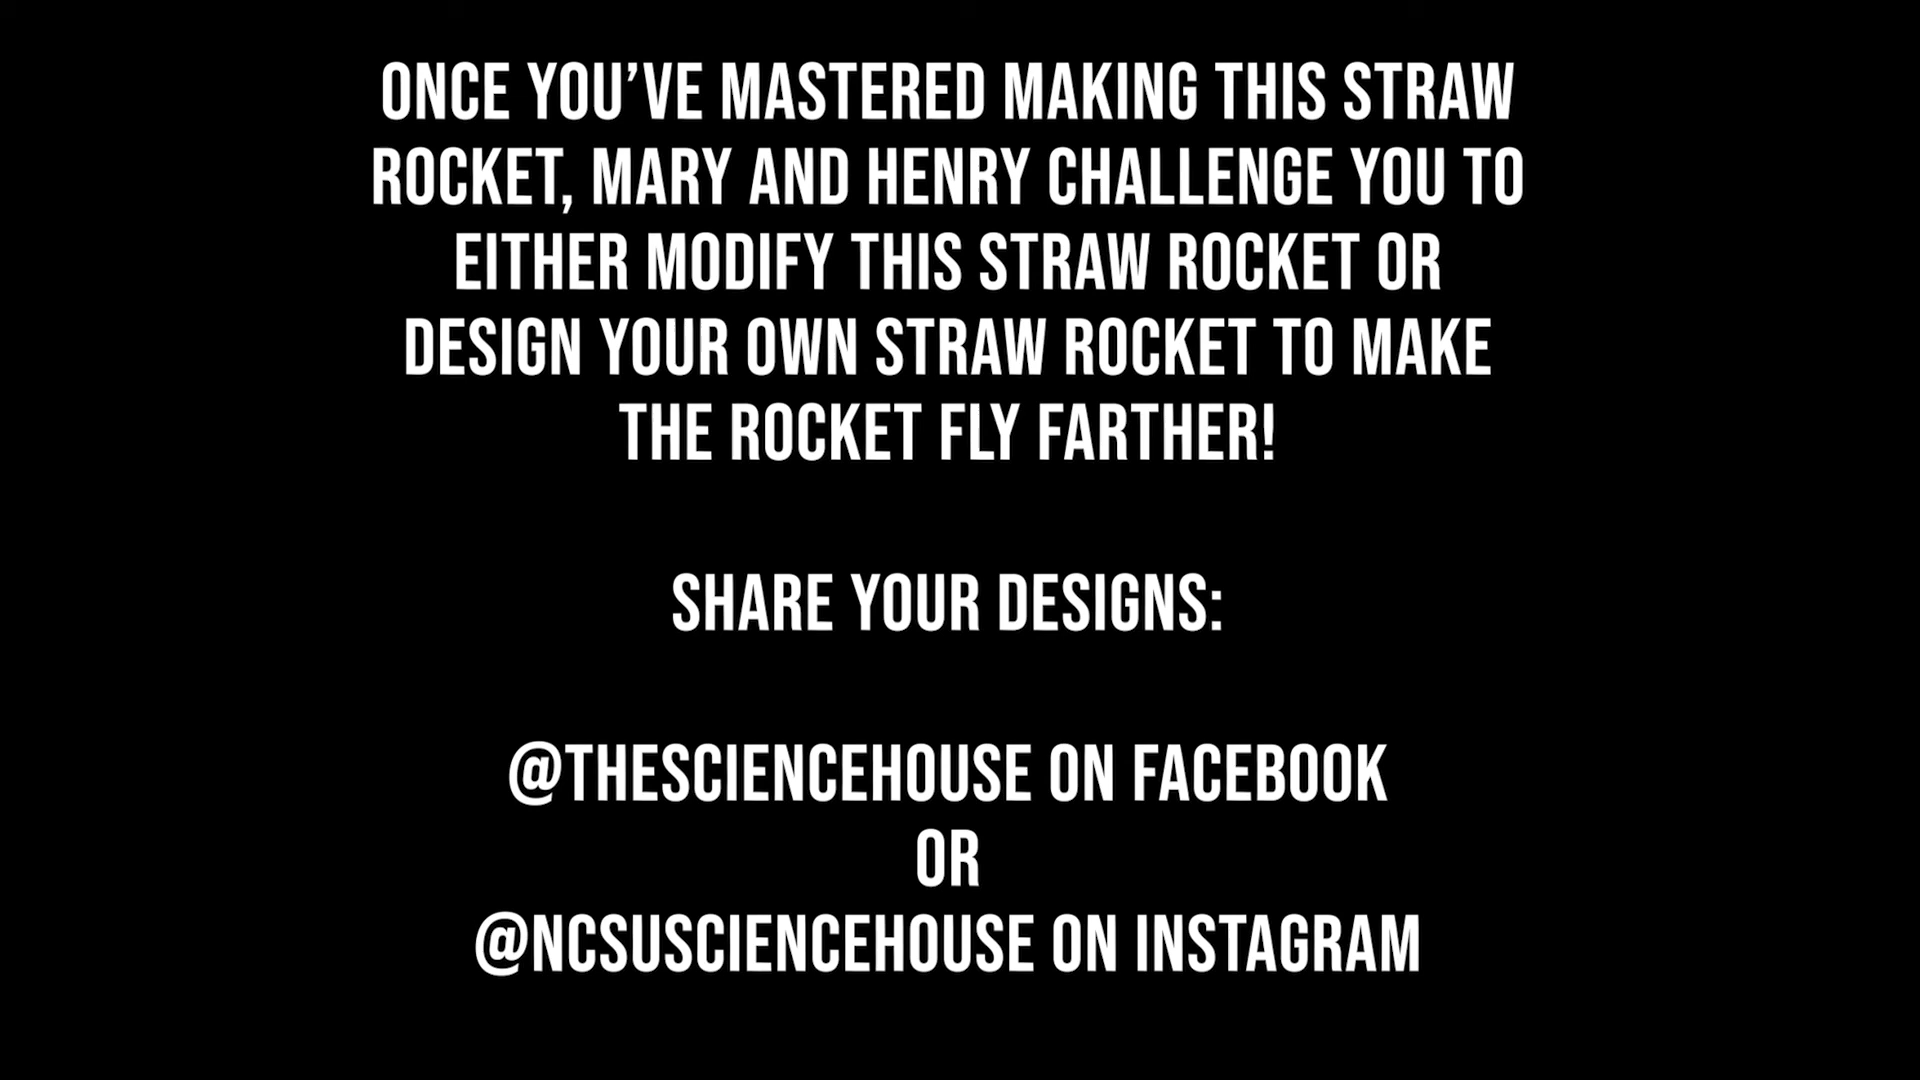 ONCE YOU’VE MASTERED MAKING THIS STRAW
ROCKET, MARY AND HENRY CHALLENGE YOU TO
EITHER MODIFY THIS STRAW ROCKET OR
DESIGN YOUR OWN STRAW ROCKET TO MAKE
THE ROCKET FLY FARTHER!
SHARE YOUR DESIGNS:
@THESCIENCEHOUSE ON FACEBOOK
OR
@NCSUSCIENCEHOUSE ON INSTAGRAM